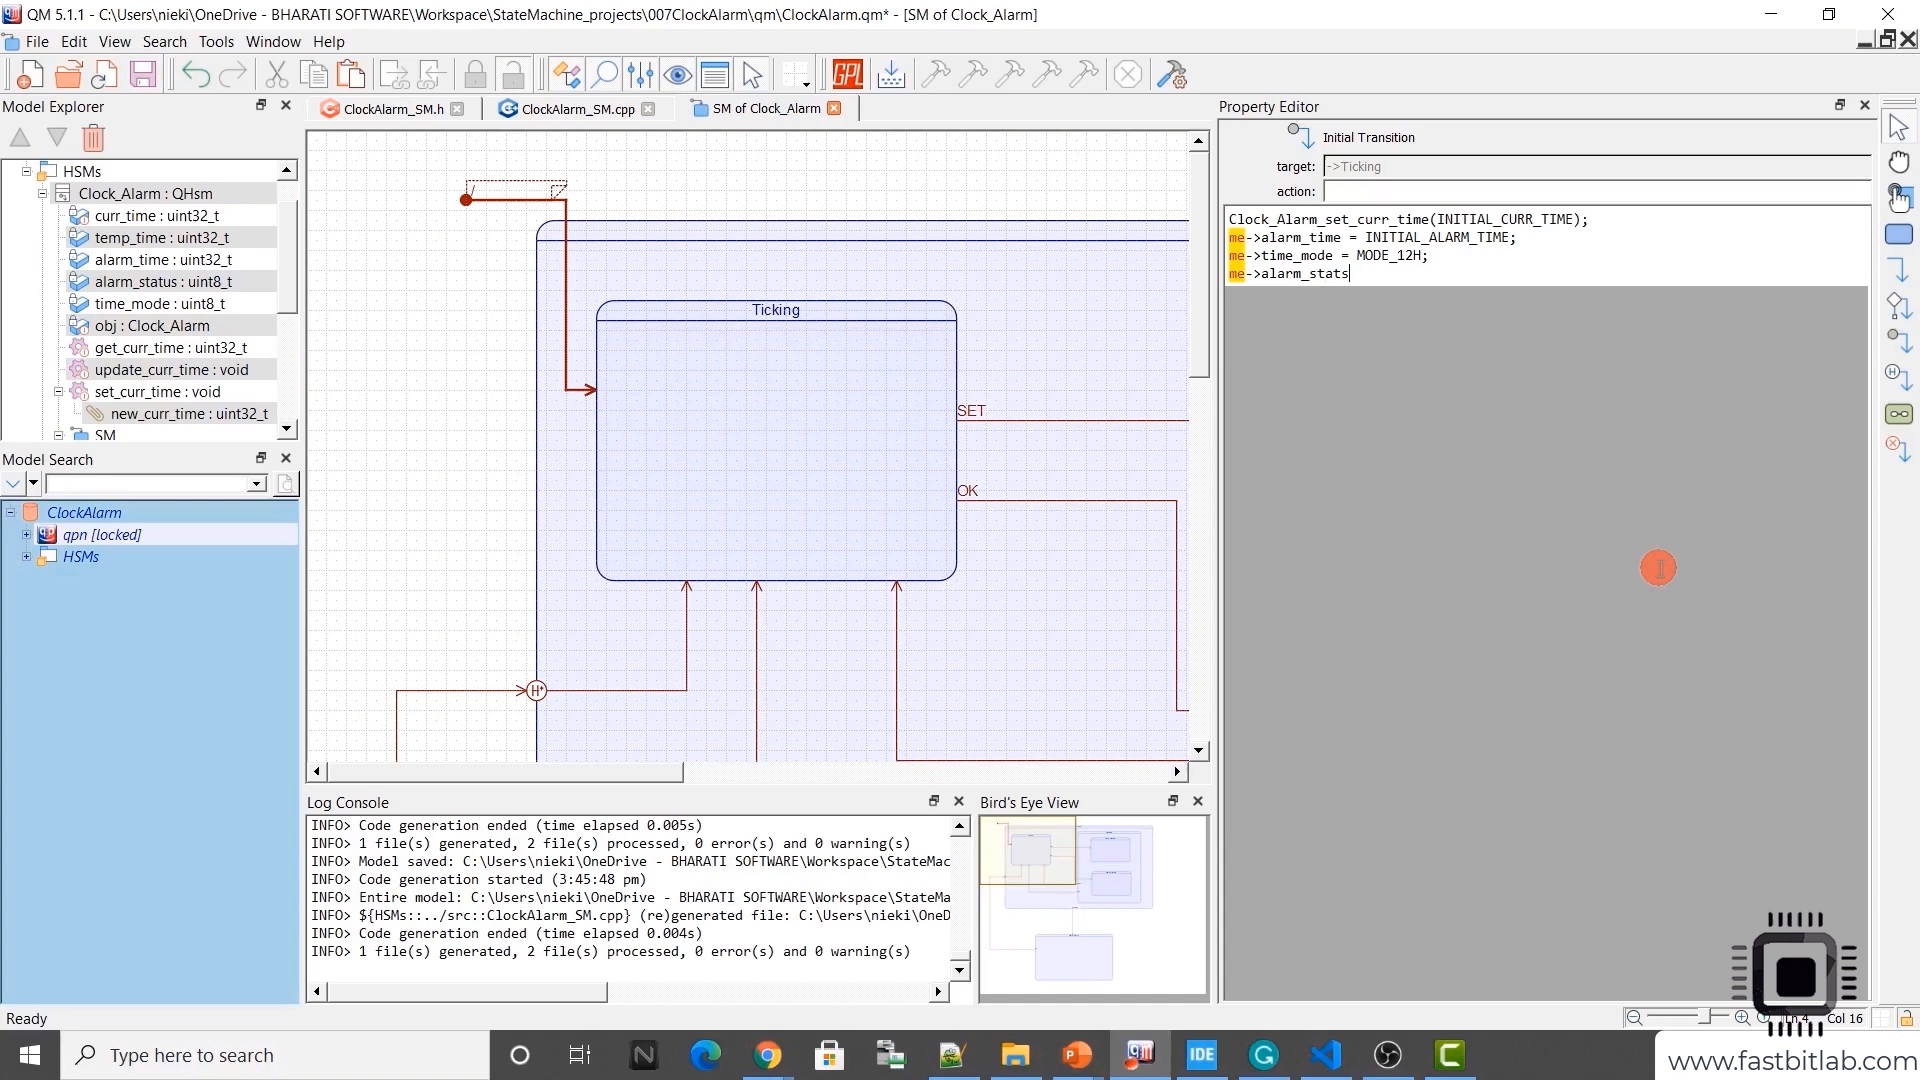 QM 5.1.1 - C:\Users\nieki\OneDrive - BHARATI SOFTWARE\Workspace\StateMachine_projects\007ClockAlarm\qm\ClockAlarm.qm* - [SM of Clock_Alarm]
File Edit View Search Tools Window Help
GPL
Model Explorer
HSMs
Clock_Alarm : QHsm
curr_time : uint32_t
temp_time : uint32_t
alarm_time : uint32_t
alarm_status : uint8_t
time_mode : uint8_t
obj : Clock_Alarm
get_curr_time : uint32_t
update_curr_time : void
set_curr_time : void
new_curr_time : uint32_t
SM
Model Search
ClockAlarm
qpn [locked]
HSMs
ClockAlarm_SM.h
ClockAlarm_SM.cpp
SM of Clock_Alarm
/
Ticking
SET
OK
H*
Log Console
INFO> Code generation ended (time elapsed 0.005s)
INFO> 1 file(s) generated, 2 file(s) processed, 0 error(s) and 0 warning(s)
INFO> Model saved: C:\Users\nieki\OneDrive - BHARATI SOFTWARE\Workspace\StateMac
INFO> Code generation started (3:45:48 pm)
INFO> Entire model: C:\Users\nieki\OneDrive - BHARATI SOFTWARE\Workspace\StateMa
INFO> ${HSMs::../src::ClockAlarm_SM.cpp} (re)generated file: C:\Users\nieki\OneD
INFO> Code generation ended (time elapsed 0.004s)
INFO> 1 file(s) generated, 2 file(s) processed, 0 error(s) and 0 warning(s)
Bird's Eye View
Property Editor
Initial Transition
target: ->Ticking
action:
Clock_Alarm_set_curr_time(INITIAL_CURR_TIME);
me->alarm_time = INITIAL_ALARM_TIME;
me->time_mode = MODE_12H;
me->alarm_stats
H
Ready
Ln 4 Col 16
Type here to search
N
qm
IDE
G
C
www.fastbitlab.com